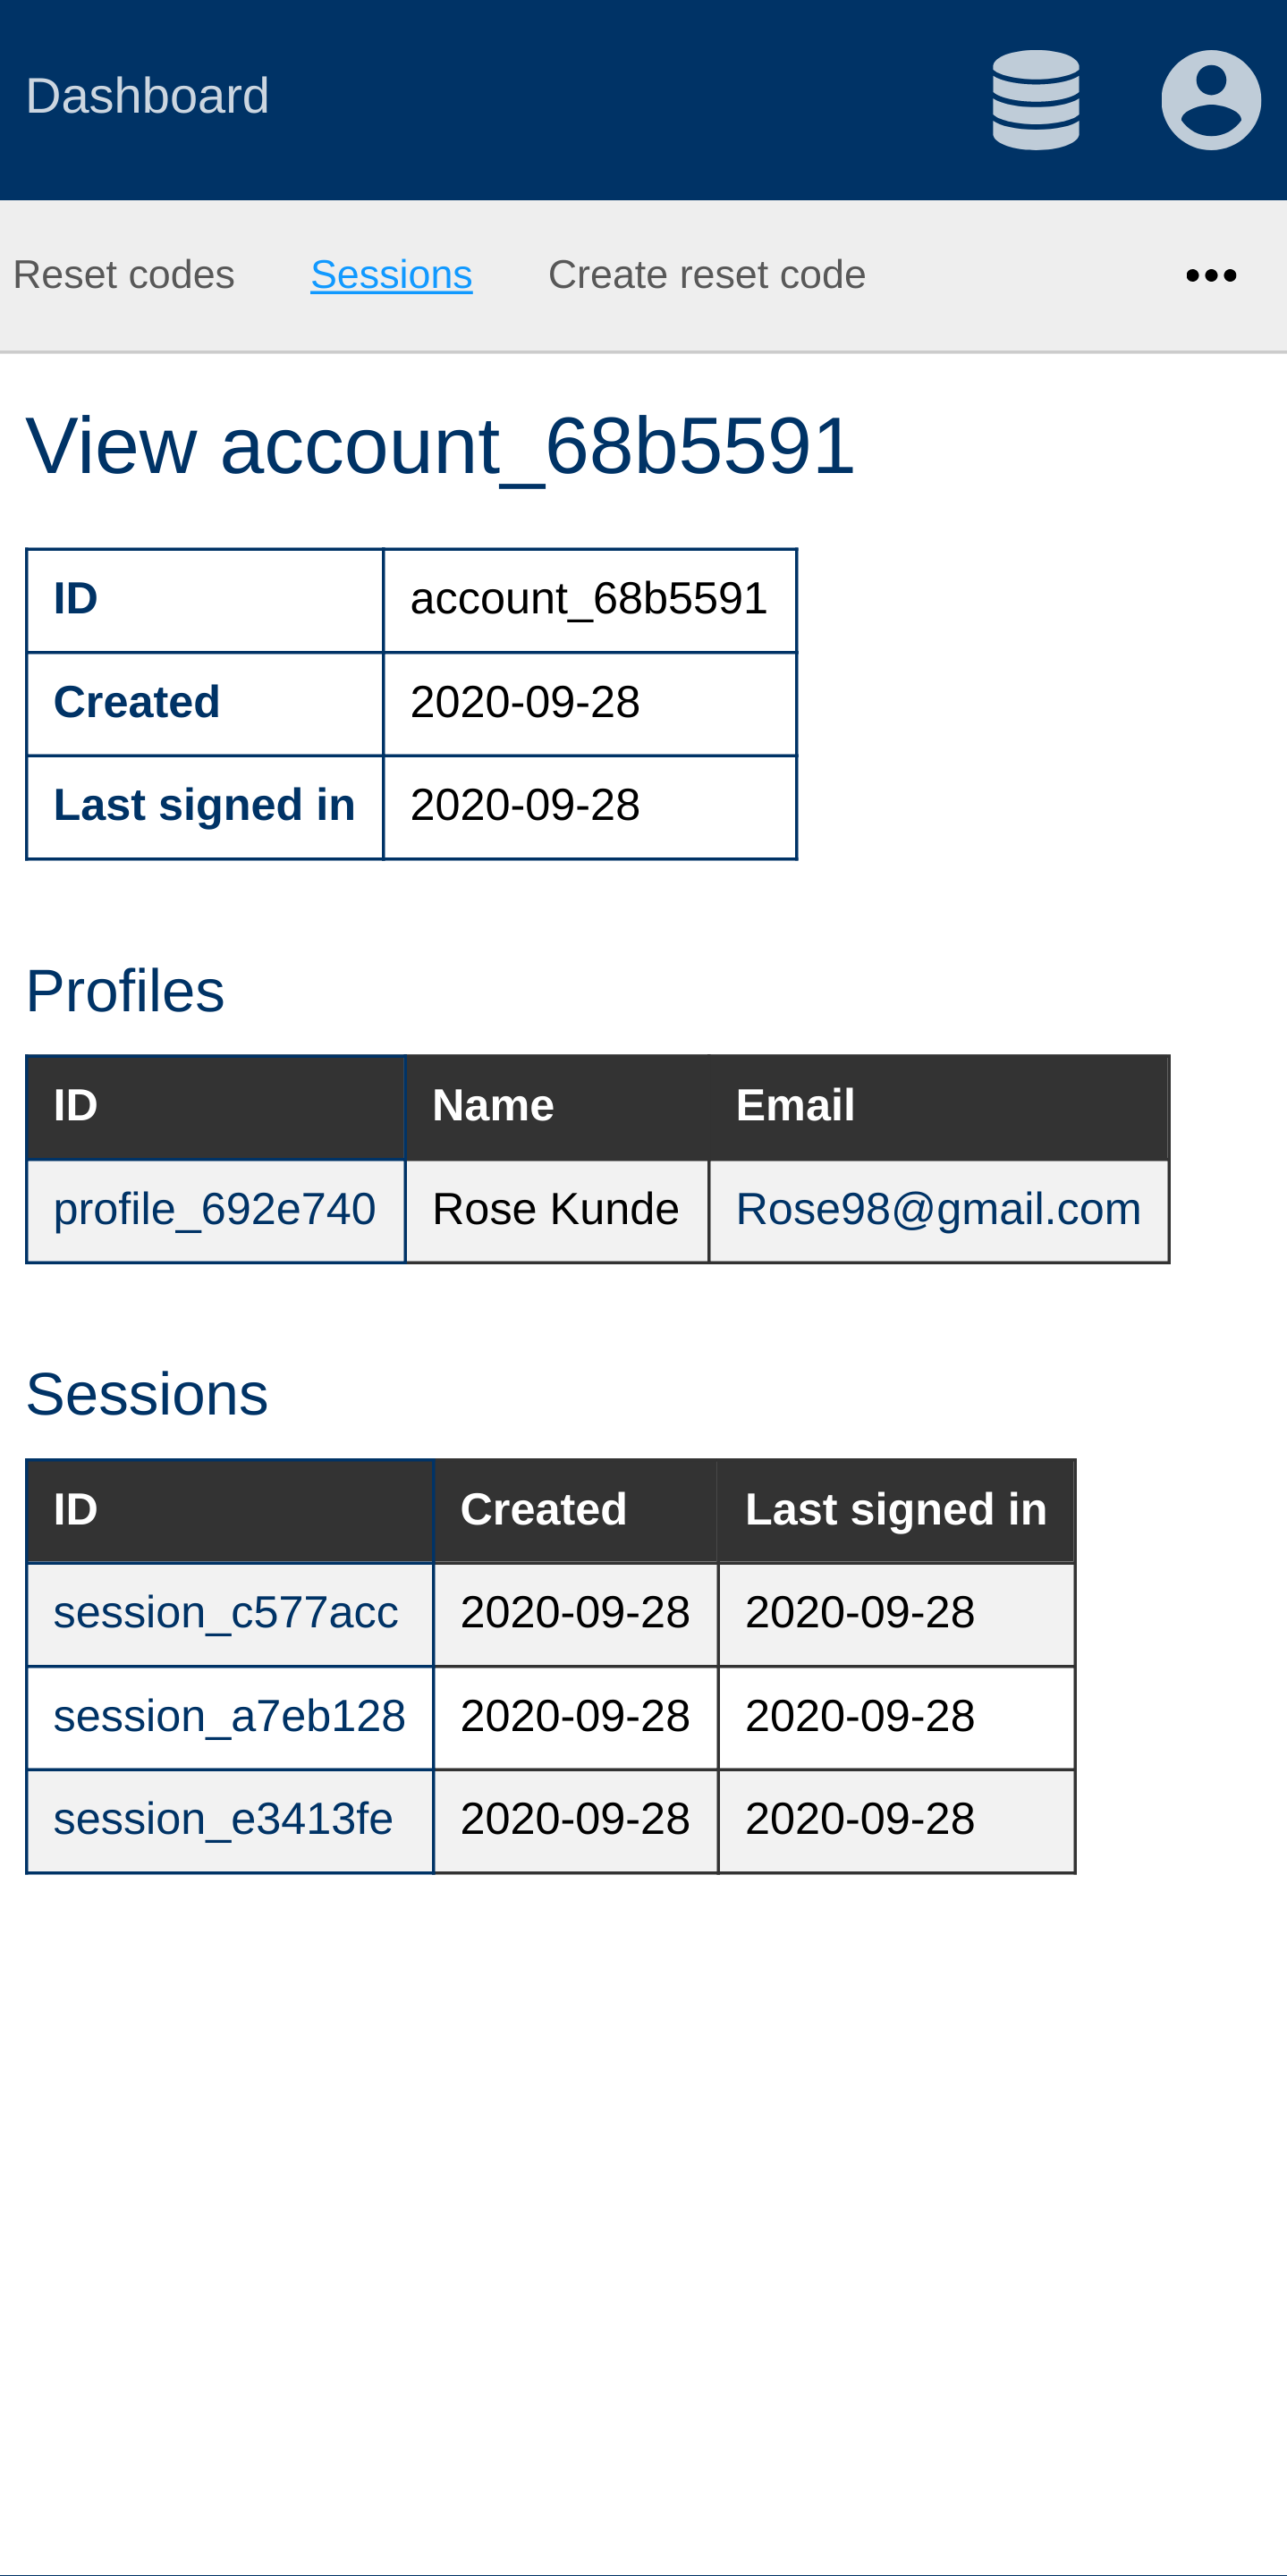 Dashboard
Reset codes Sessions Create reset code
View account_68b5591
ID account_68b5591
Created 2020-09-28
Last signed in 2020-09-28
Profiles
ID Name Email
profile_692e740 Rose Kunde Rose98@gmail.com
Sessions
ID Created Last signed in
session_c577acc 2020-09-28 2020-09-28
session_a7eb128 2020-09-28 2020-09-28
session_e3413fe 2020-09-28 2020-09-28